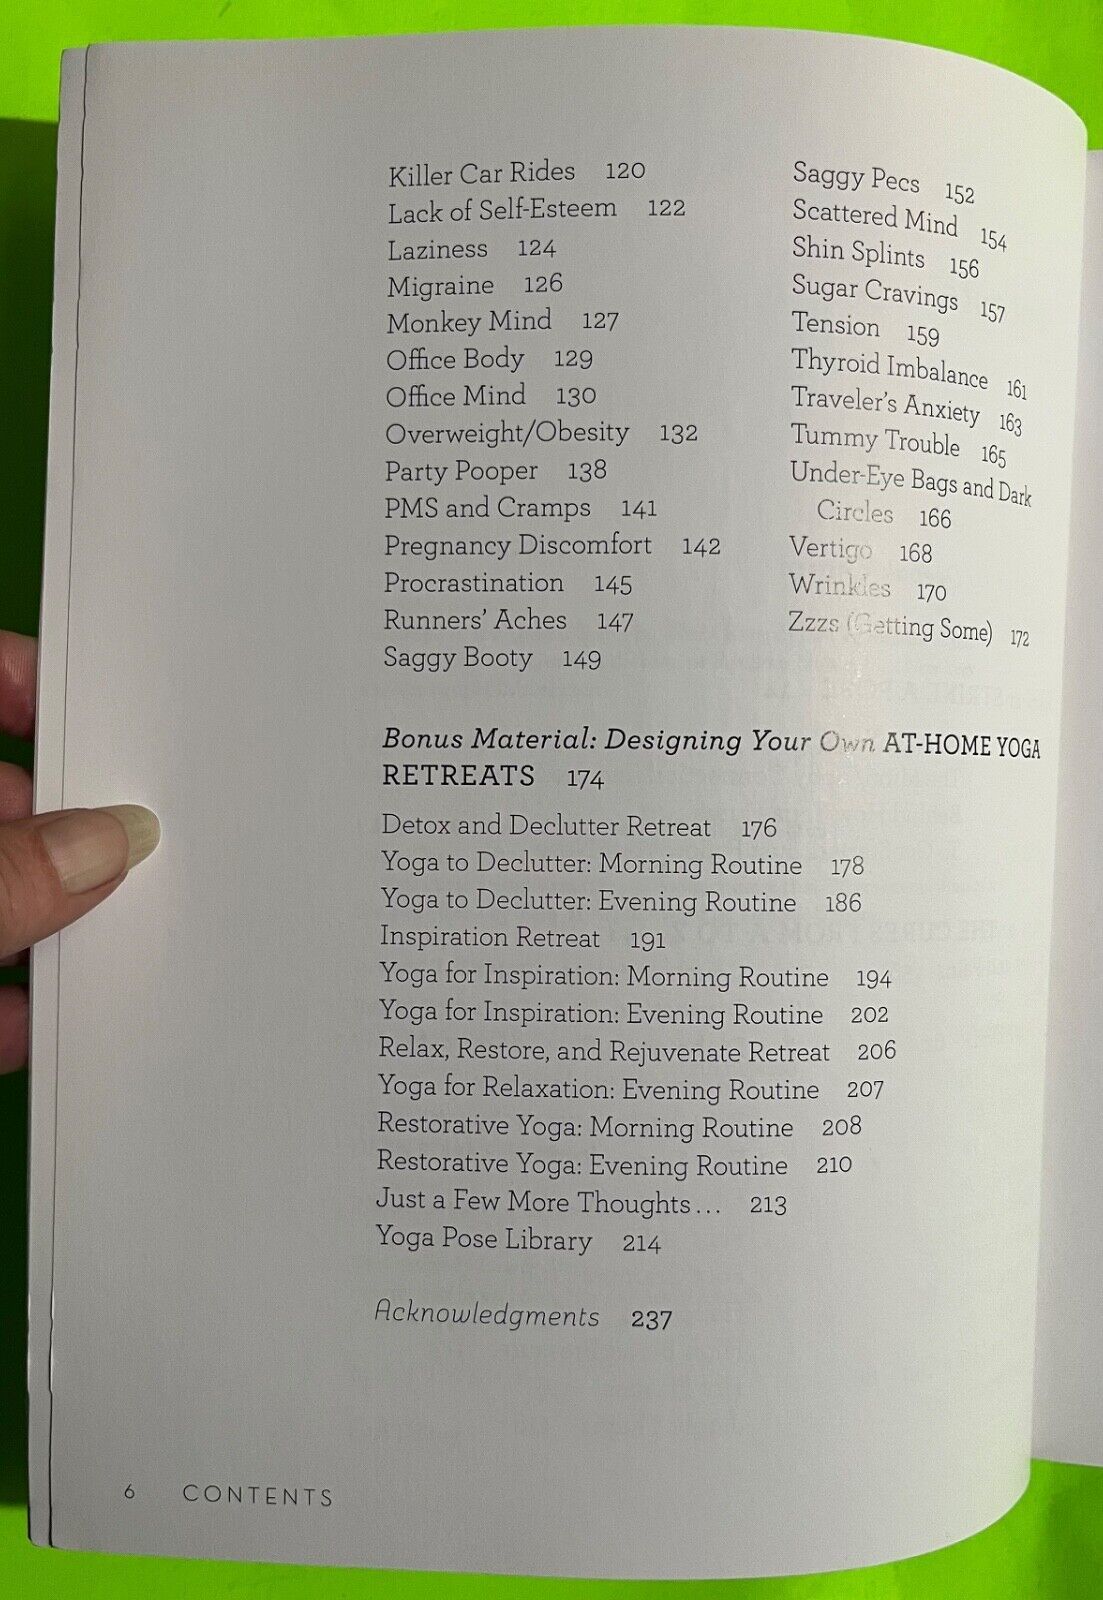 Killer Car Rides 120
Lack of Self-Esteem 122
Laziness 124
Migraine 126
Monkey Mind 127
Office Body 129
Office Mind 130
Overweight/Obesity 132
Party Pooper 138
PMS and Cramps 141
Pregnancy Discomfort 142
Procrastination 145
Runners' Aches 147
Saggy Booty 149
Saggy Pecs 152
Scattered Mind 154
Shin Splints 156
Sugar Cravings 157
Tension 159
Thyroid Imbalance 161
Traveler's Anxiety 163
Tummy Trouble 165
Under-Eye Bags and Dark
Circles 166
Vertigo 168
Wrinkles 170
Zzzs (Getting Some) 172
Bonus Material: Designing Your Own AT-HOME YOGA
RETREATS 174
Detox and Declutter Retreat 176
Yoga to Declutter: Morning Routine 178
Yoga to Declutter: Evening Routine 186
Inspiration Retreat 191
Yoga for Inspiration: Morning Routine 194
Yoga for Inspiration: Evening Routine 202
Relax, Restore, and Rejuvenate Retreat 206
Yoga for Relaxation: Evening Routine 207
Restorative Yoga: Morning Routine 208
Restorative Yoga: Evening Routine 210
Just a Few More Thoughts... 213
Yoga Pose Library 214
Acknowledgments 237
6 CONTENTS